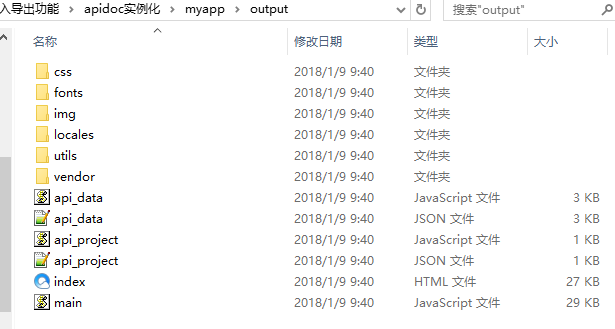 入导出功能 > apidoc实例化 > myapp > output 搜索"output"
名称 修改日期 类型 大小
css 2018/1/9 9:40 文件夹
fonts 2018/1/9 9:40 文件夹
img 2018/1/9 9:40 文件夹
locales 2018/1/9 9:40 文件夹
utils 2018/1/9 9:40 文件夹
vendor 2018/1/9 9:40 文件夹
api_data 2018/1/9 9:40 JavaScript 文件 3 KB
api_data 2018/1/9 9:40 JSON 文件 3 KB
api_project 2018/1/9 9:40 JavaScript 文件 1 KB
api_project 2018/1/9 9:40 JSON 文件 1 KB
index 2018/1/9 9:40 HTML 文件 27 KB
main 2018/1/9 9:40 JavaScript 文件 29 KB